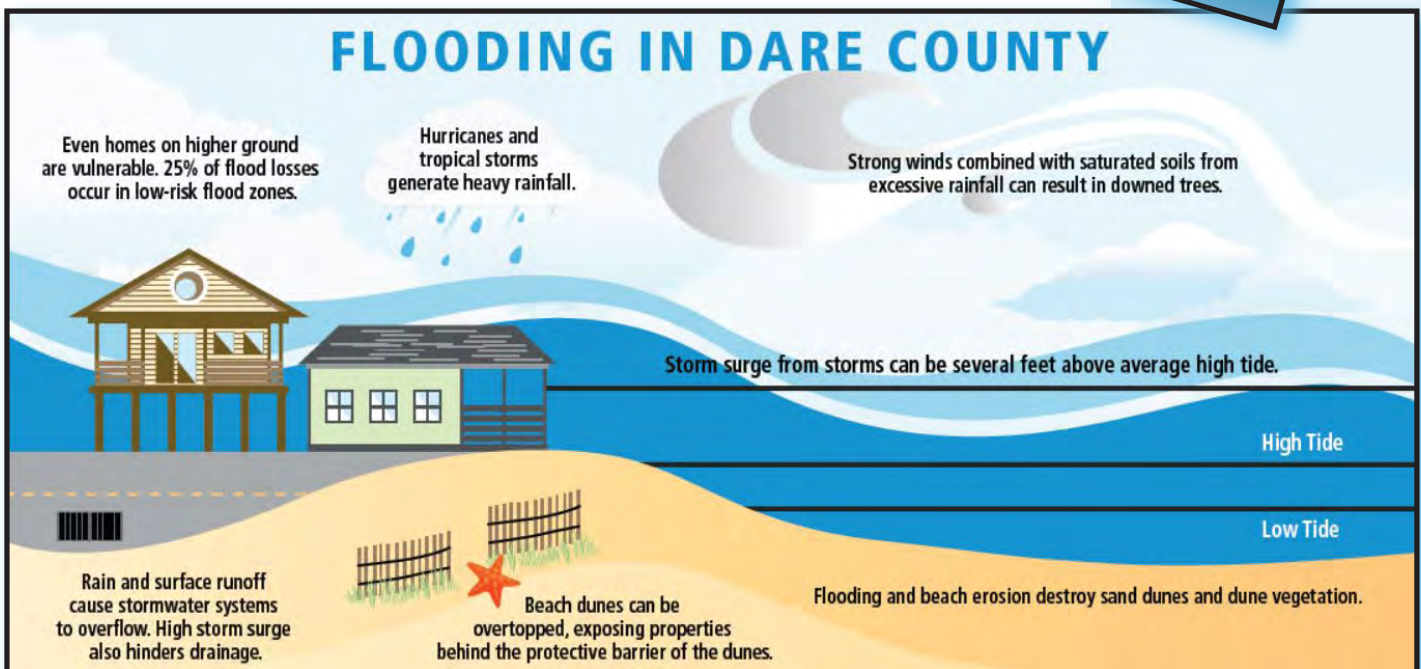 FLOODING IN DARE COUNTY
Even homes on higher ground
are vulnerable. 25% of flood losses
occur in low-risk flood zones.
Hurricanes and
tropical storms
generate heavy rainfall.
Strong winds combined with saturated soils from
excessive rainfall can result in downed trees.
Storm surge from storms can be several feet above average high tide.
High Tide
Low Tide
Rain and surface runoff
cause stormwater systems
to overflow. High storm surge
also hinders drainage.
Beach dunes can be
overtopped, exposing properties
behind the protective barrier of the dunes.
Flooding and beach erosion destroy sand dunes and dune vegetation.